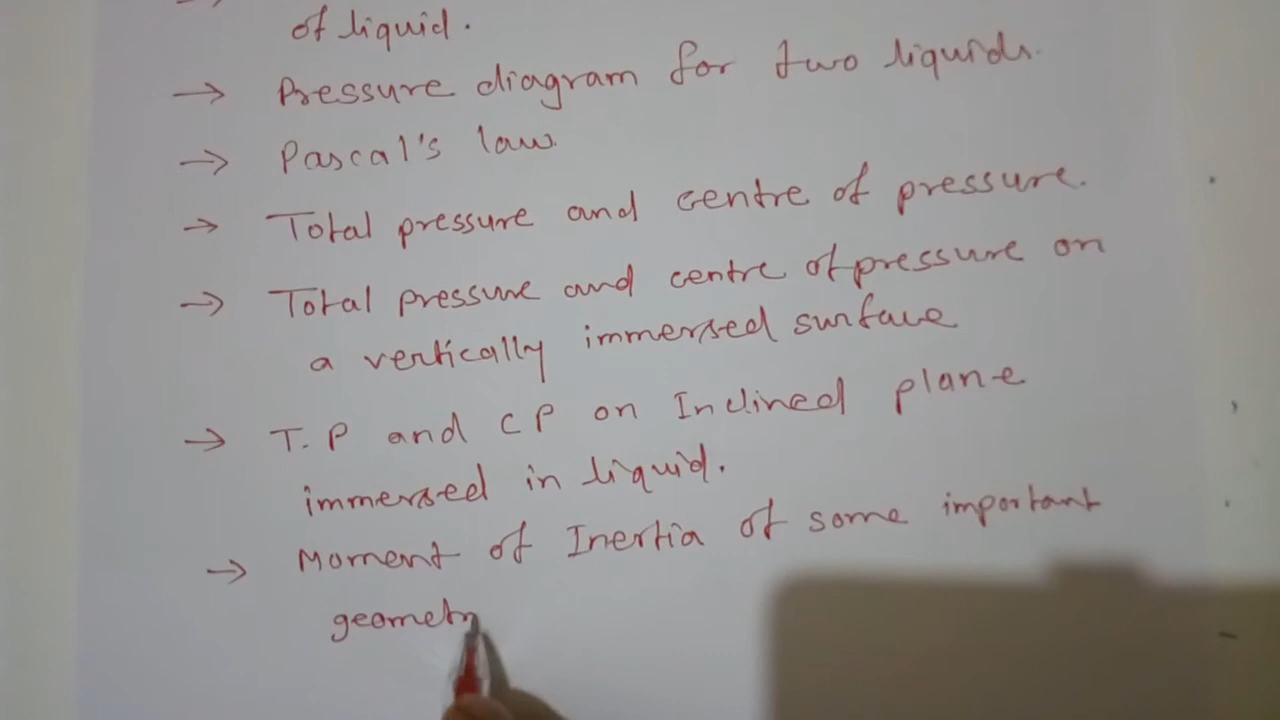 of liquid.
→ Pressure diagram for two liquids.
→ Pascal's law.
→ Total pressure and centre of pressure.
→ Total pressure and centre of pressure on
a vertically immersed surface
→ T.P and CP on Inclined plane
immersed in liquid.
→ Moment of Inertia of some important
geometr